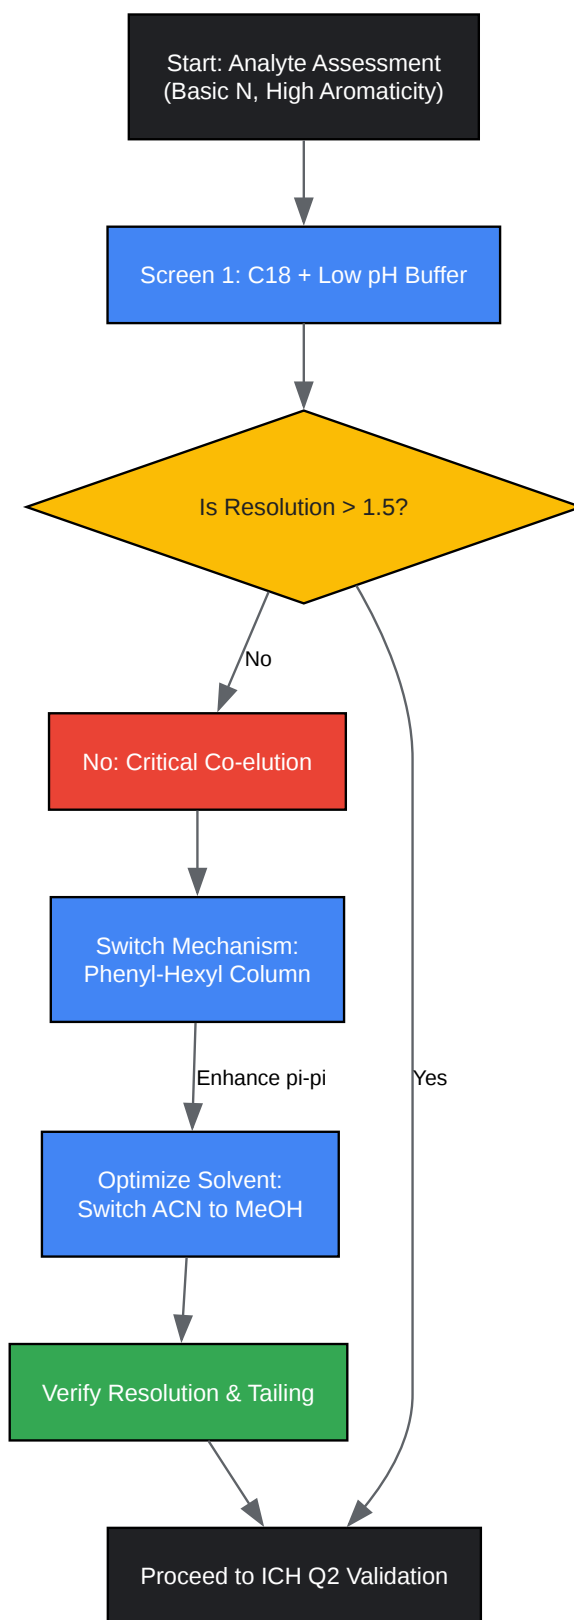 Start: Analyte Assessment
(Basic N, High Aromaticity)
Screen 1: C18 + Low pH Buffer
Is Resolution > 1.5?
No
No: Critical Co-elution
Switch Mechanism:
Phenyl-Hexyl Column
Enhance pi-pi
Yes
Optimize Solvent:
Switch ACN to MeOH
Verify Resolution & Tailing
Proceed to ICH Q2 Validation